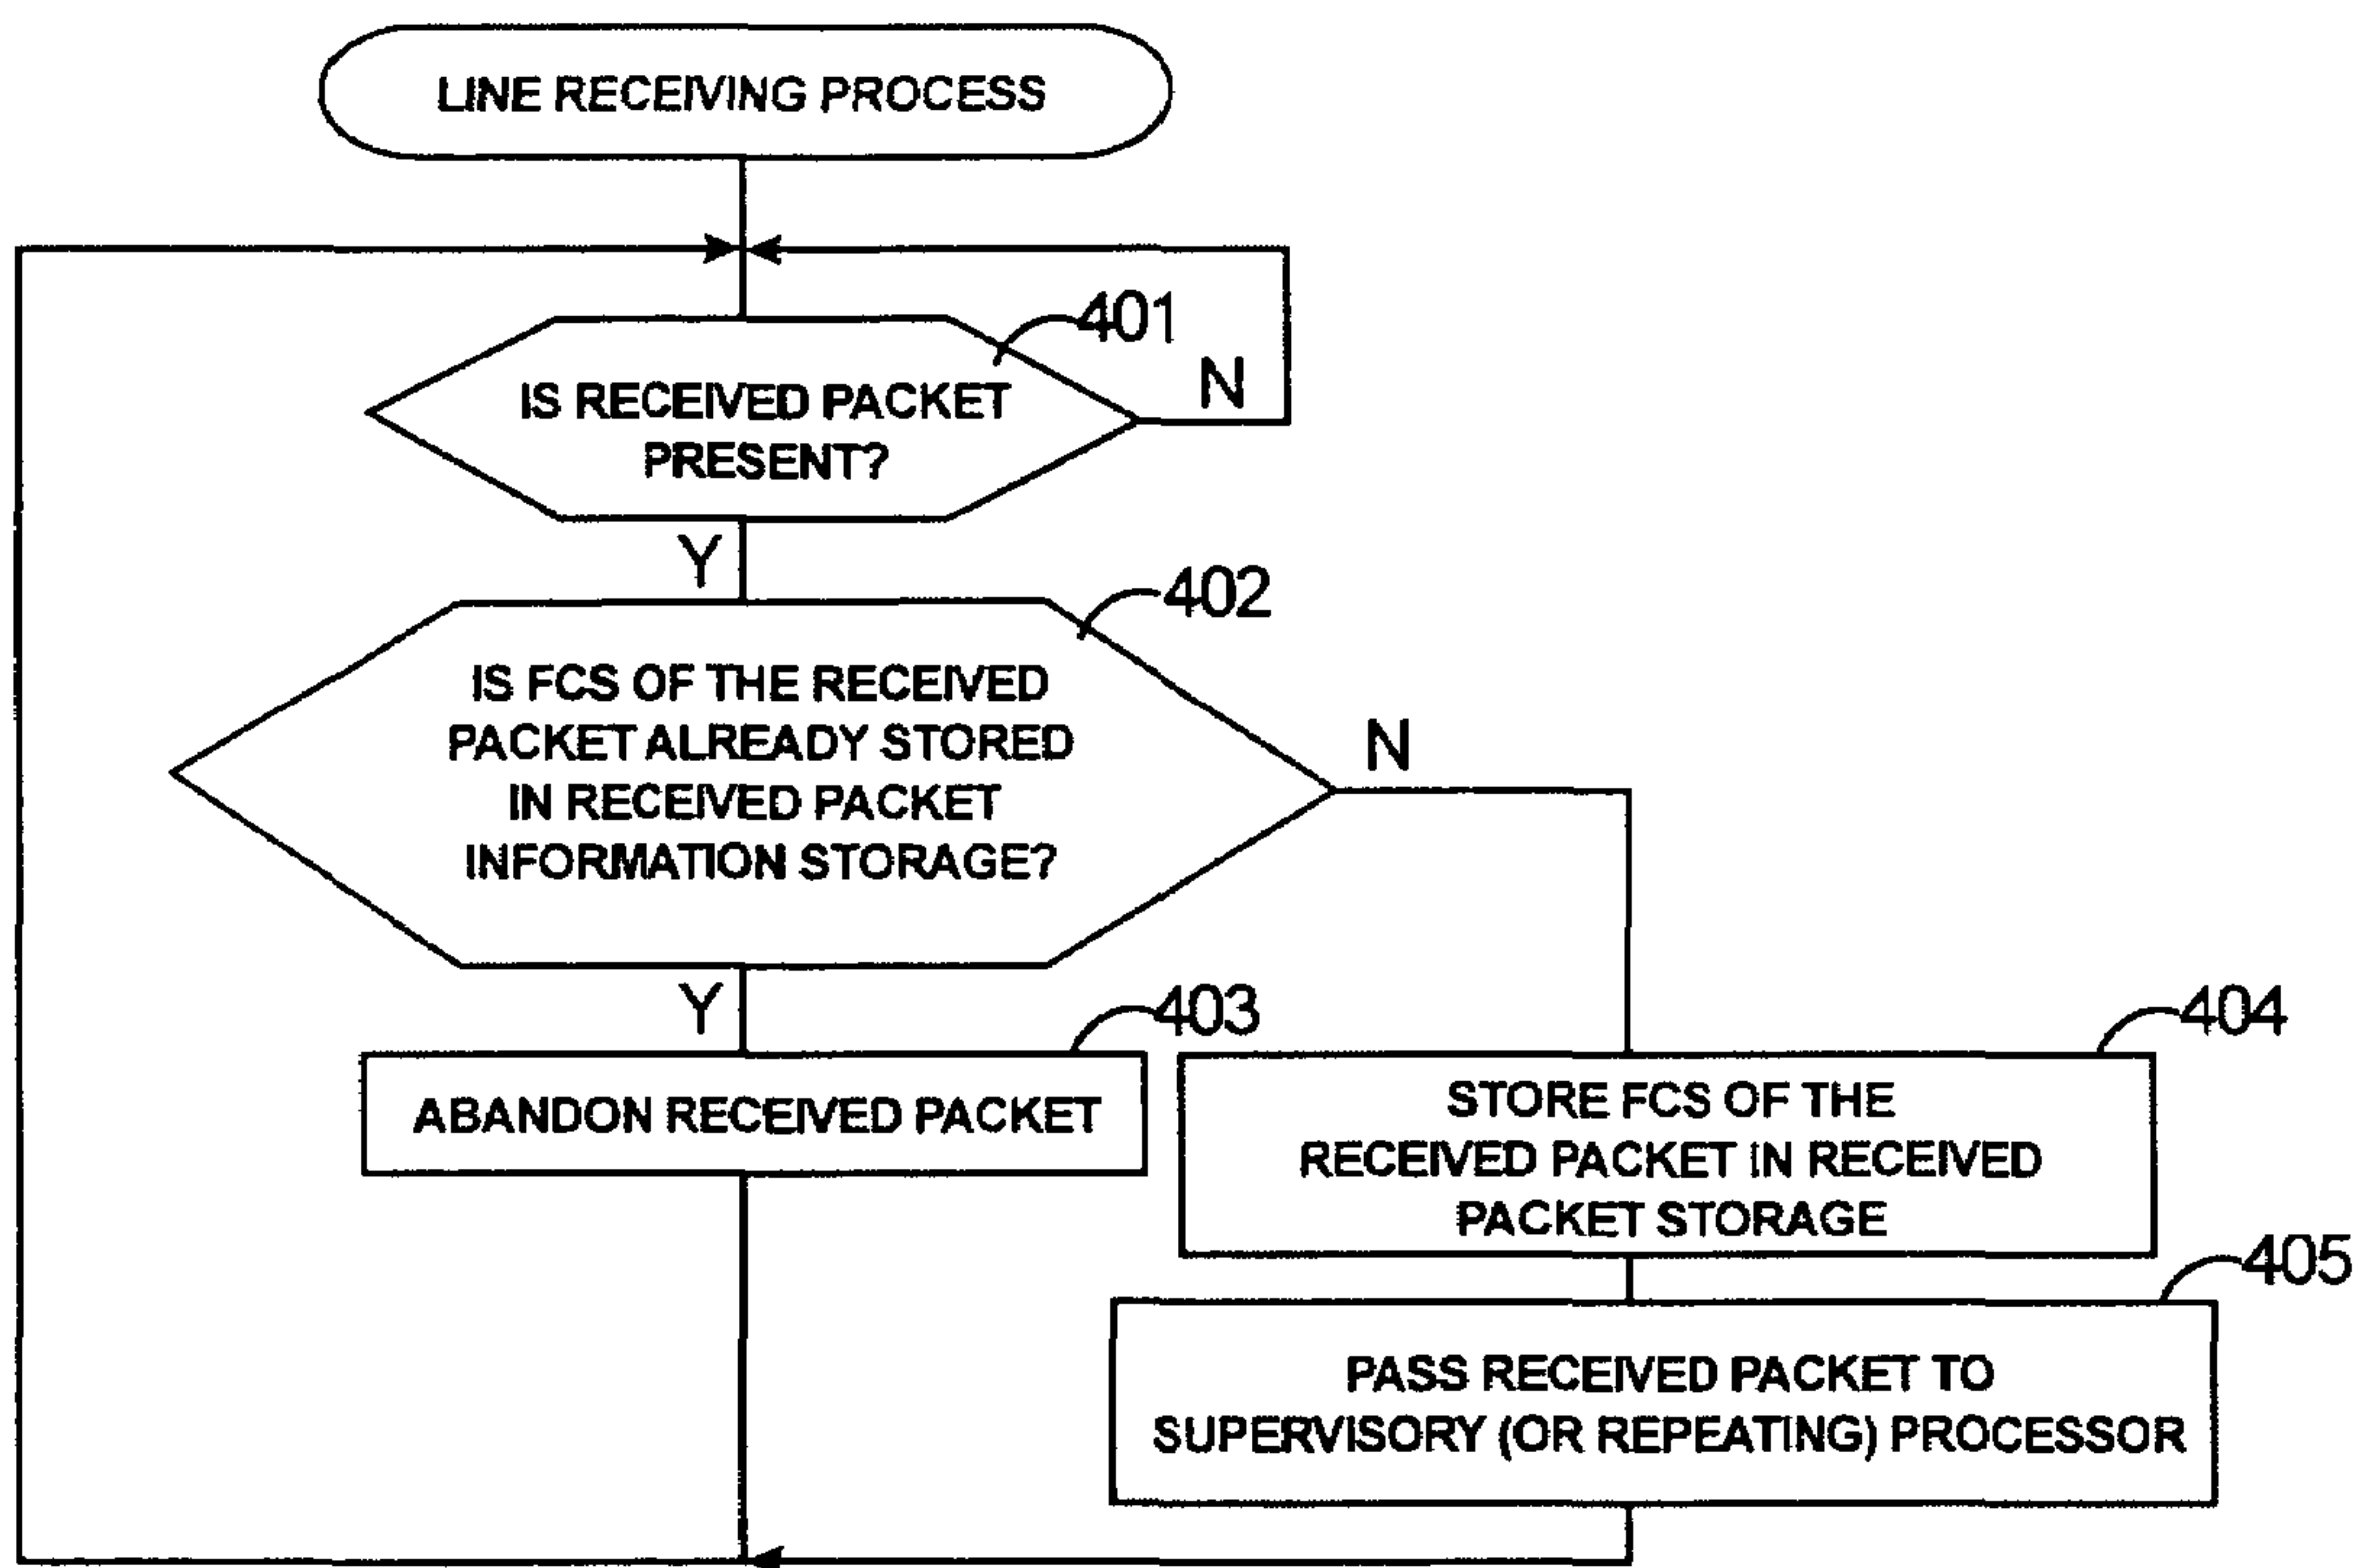 LINE RECEIVING PROCESS
401
IS RECEIVED PACKET
PRESENT?
N
Y
402
IS FCS OF THE RECEIVED
PACKET ALREADY STORED
IN RECEIVED PACKET
INFORMATION STORAGE?
N
Y
403
ABANDON RECEIVED PACKET
404
STORE FCS OF THE
RECEIVED PACKET IN RECEIVED
PACKET STORAGE
405
PASS RECEIVED PACKET TO
SUPERVISORY (OR REPEATING) PROCESSOR